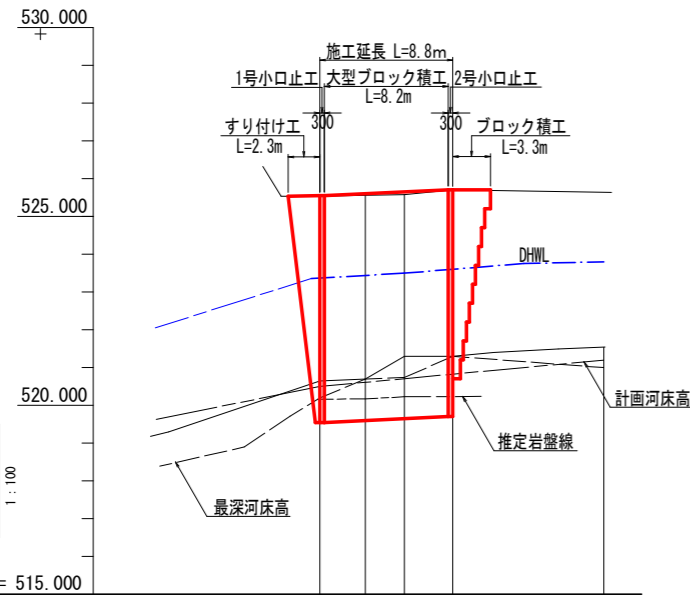 530.000
施工延長 L=8.8m
1号小口止工
大型ブロック積工
2号小口止工
L=8.2m
300
300
すり付け工
L=2.3m
ブロック積工
L=3.3m
525.000
DHWL
520.000
計画河床高
推定岩盤線
最深河床高
1:100
= 515.000